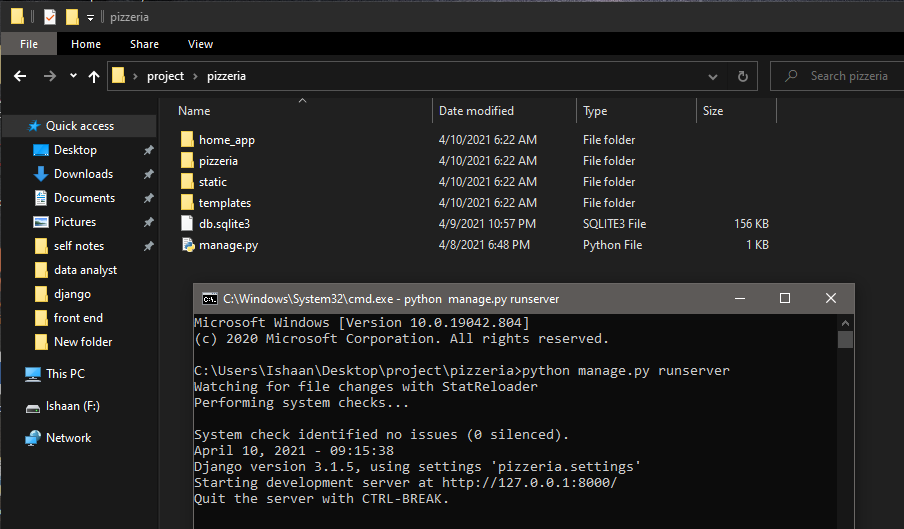 pizzeria
File Home Share View
project pizzeria Search pizzeria
Name Date modified Type Size
Quick access
Desktop
Downloads
Documents
Pictures
self notes
data analyst
django
front end
New folder
This PC
Ishaan (F:)
Network
home_app 4/10/2021 6:22 AM File folder
pizzeria 4/10/2021 6:22 AM File folder
static 4/10/2021 6:22 AM File folder
templates 4/10/2021 6:22 AM File folder
db.sqlite3 4/9/2021 10:57 PM SQLITE3 File 156 KB
manage.py 4/8/2021 6:48 PM Python File 1 KB
C:\Windows\System32\cmd.exe - python manage.py runserver
Microsoft Windows [Version 10.0.19042.804]
(c) 2020 Microsoft Corporation. All rights reserved.
C:\Users\Ishaan\Desktop\project\pizzeria>python manage.py runserver
Watching for file changes with StatReloader
Performing system checks...
System check identified no issues (0 silenced).
April 10, 2021 - 09:15:38
Django version 3.1.5, using settings 'pizzeria.settings'
Starting development server at http://127.0.0.1:8000/
Quit the server with CTRL-BREAK.